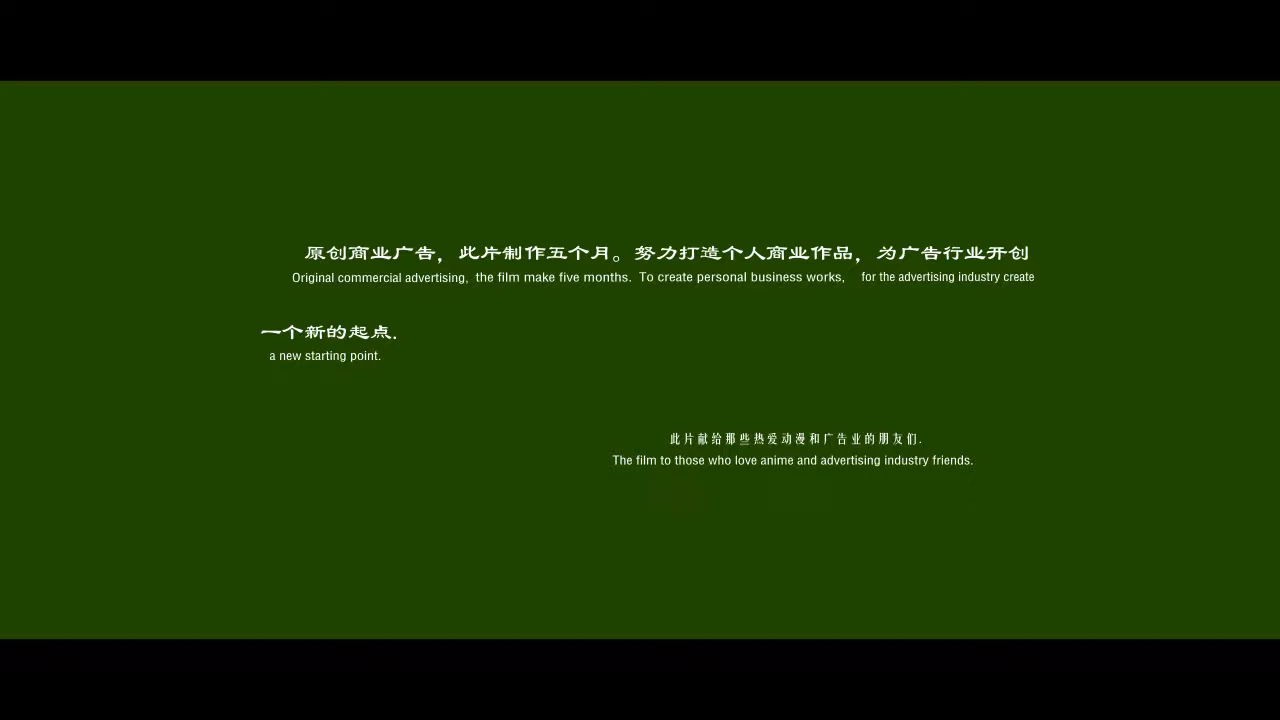 原创商业广告，此片制作五个月。努力打造个人商业作品，为广告行业开创
Original commercial advertising, the film make five months. To create personal business works, for the advertising industry create
一个新的起点.
a new starting point.
此片献给那些热爱动漫和广告业的朋友们.
The film to those who love anime and advertising industry friends.